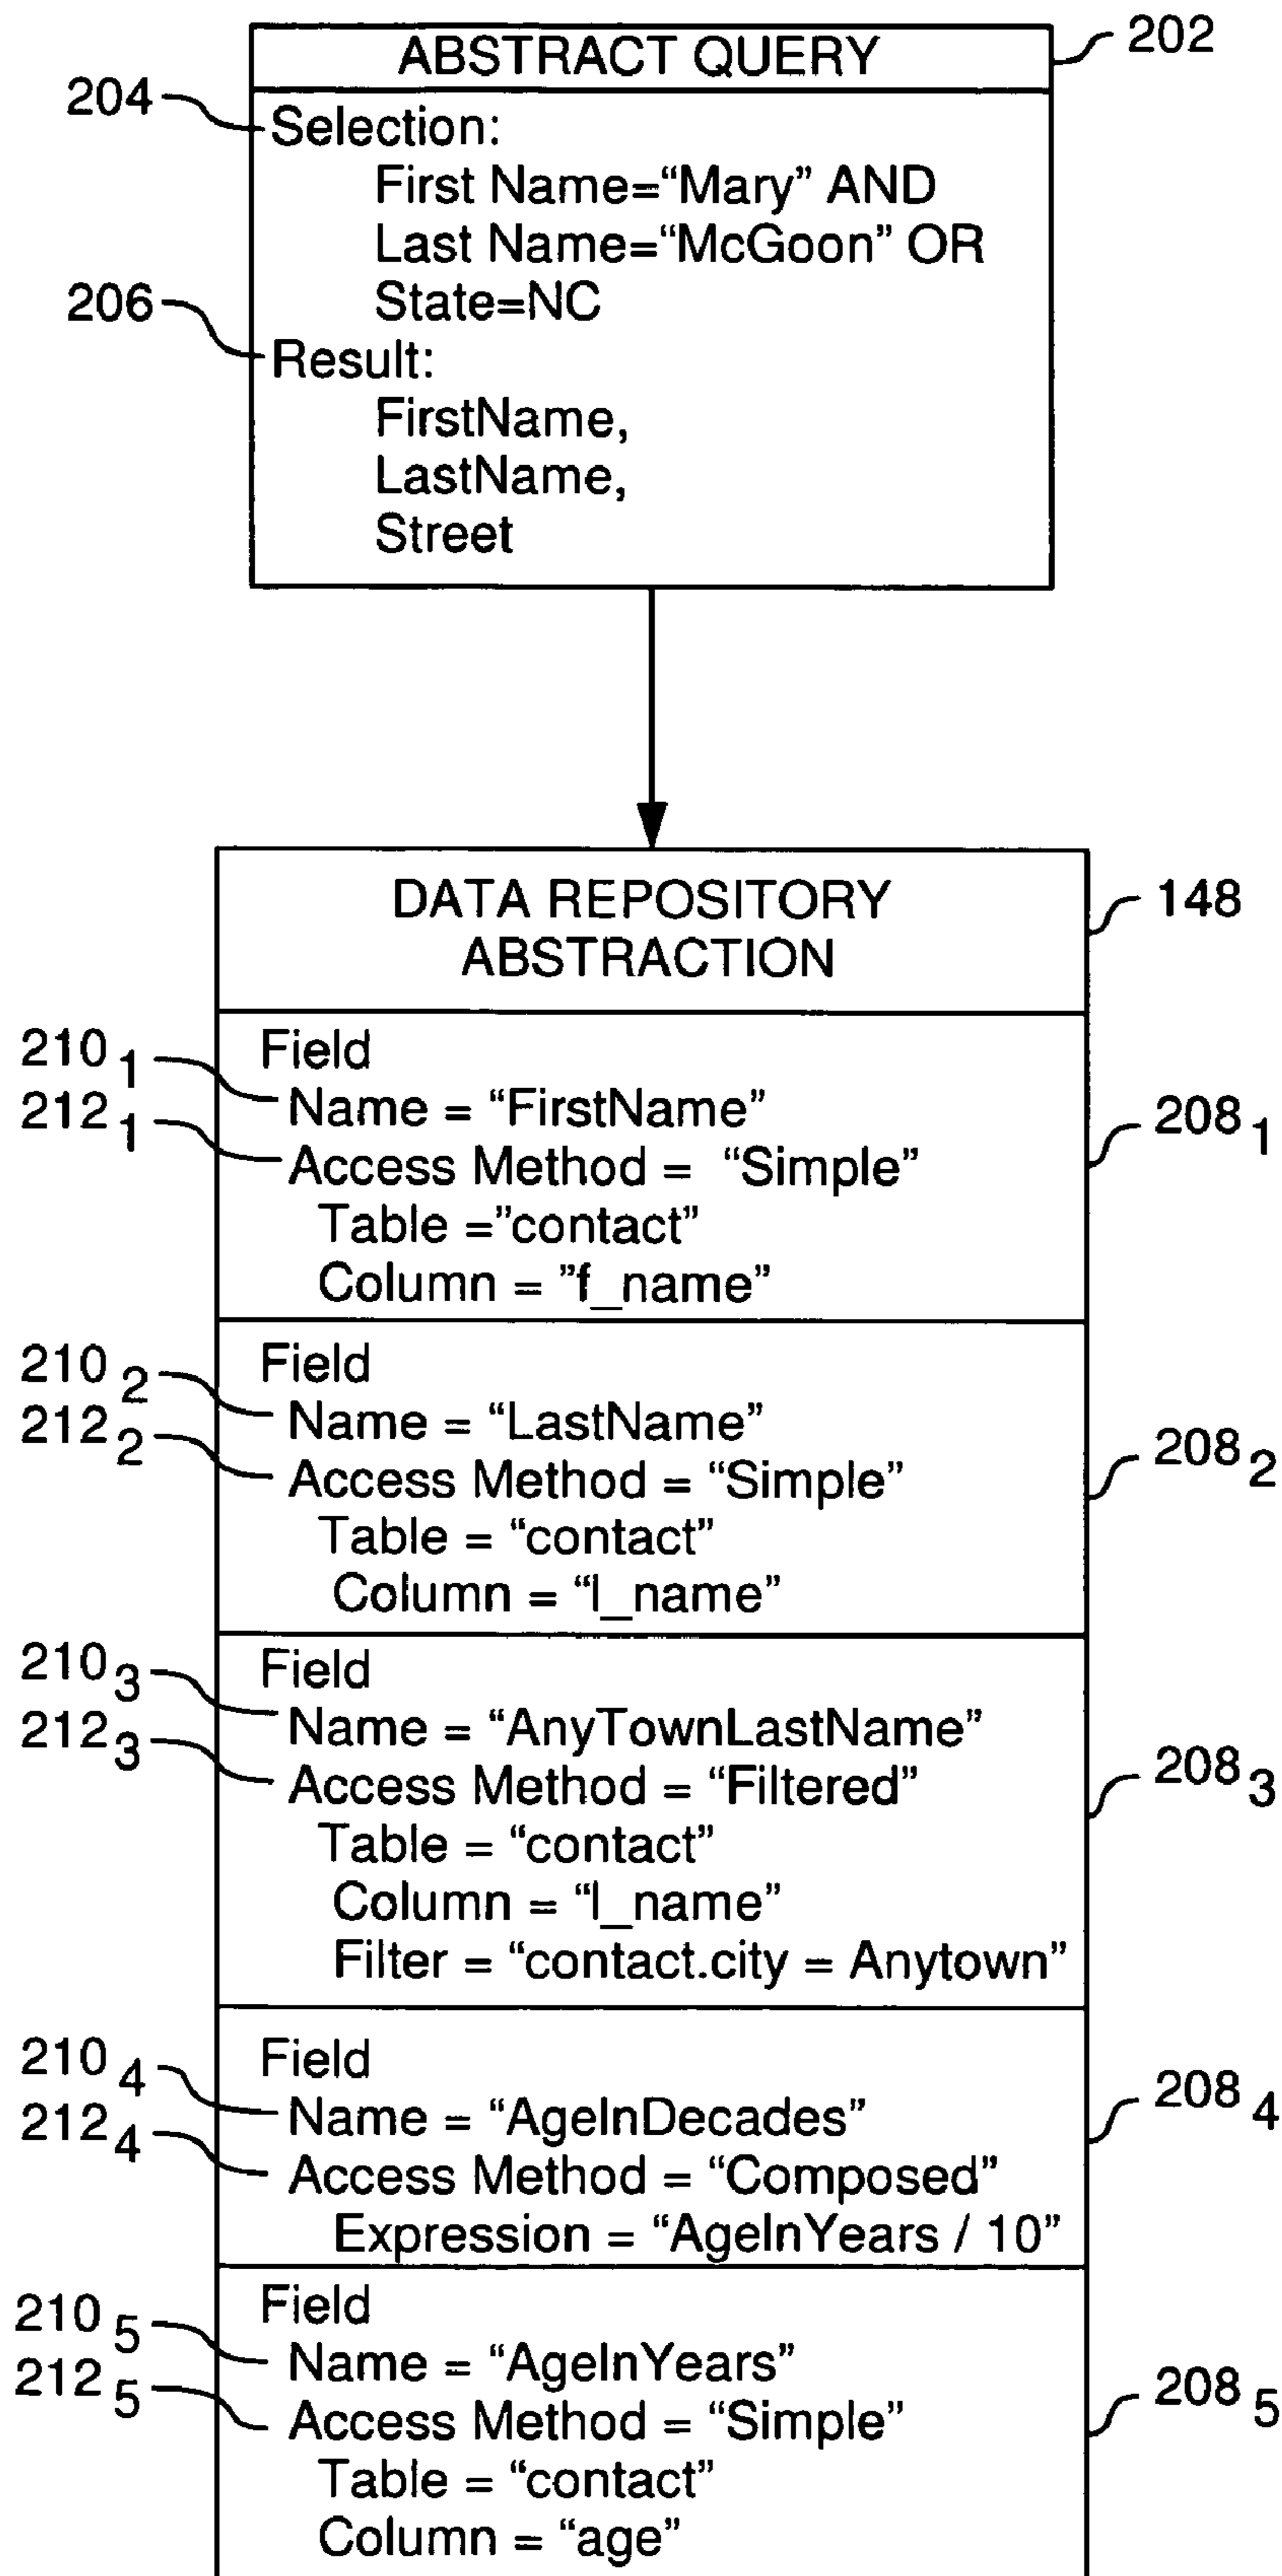 ABSTRACT QUERY
202
204
Selection:
First Name=“Mary” AND
Last Name=“McGoon” OR
State=NC
206
Result:
FirstName,
LastName,
Street
DATA REPOSITORY
ABSTRACTION
148
210 1
Field
Name = “FirstName”
212 1
Access Method = “Simple”
208 1
Table =”contact”
Column = ”f_name”
210 2
Field
Name = “LastName”
212 2
Access Method = “Simple”
208 2
Table = “contact”
Column = “l_name”
210 3
Field
Name = “AnyTownLastName”
212 3
Access Method = “Filtered”
208 3
Table = “contact”
Column = “l_name”
Filter = “contact.city = Anytown”
210 4
Field
Name = “AgeInDecades”
212 4
Access Method = “Composed”
208 4
Expression = “AgeInYears / 10”
210 5
Field
Name = “AgeInYears”
212 5
Access Method = “Simple”
208 5
Table = “contact”
Column = “age”